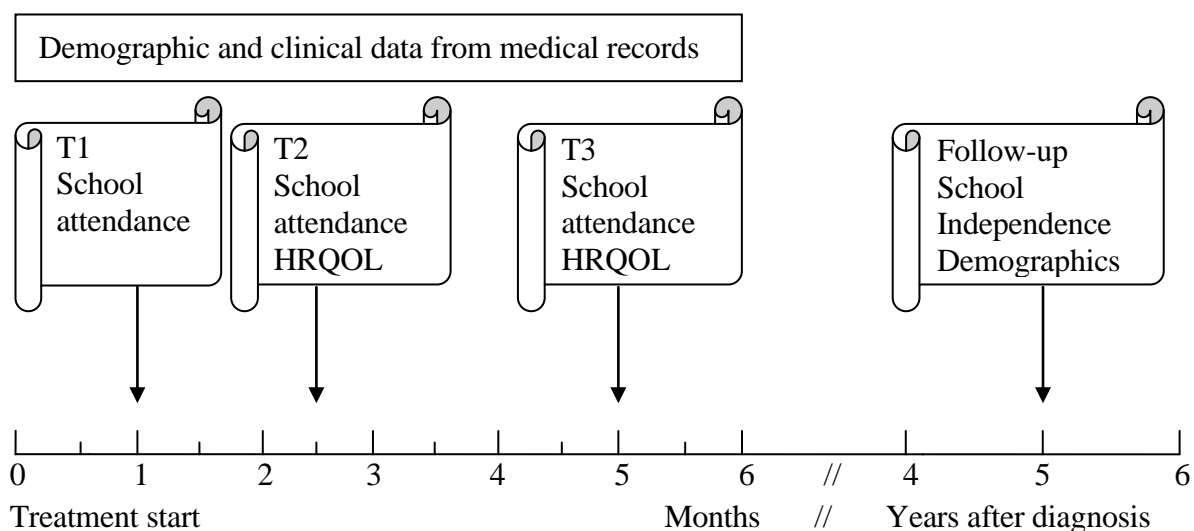 Demographic and clinical data from medical records
T1
School
attendance
T2
School
attendance
HRQOL
T3
School
attendance
HRQOL
Follow-up
School
Independence
Demographics
0 1 2 3 4 5 6 // 4 5 6
Treatment start Months // Years after diagnosis